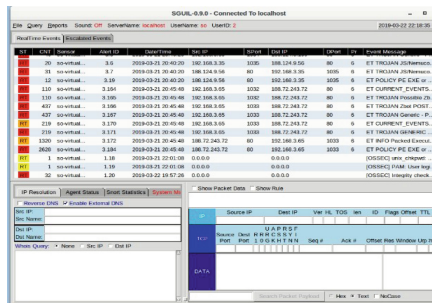 SGUIL-0.9.0 - Connected To localhost
File Query Reports Sound: Off ServerName: localhost UserName: so UserID: 2 2019-03-22 22:18:35
RealTime Events Escalated Events
ST CNT Sensor Alert ID Date/Time Src IP SPort Dst IP DPort Pr Event Message
RT 20 so-virtual... 3.6 2019-03-21 20:40:20 192.168.3.35 1035 188.124.9.56 80 6 ET TROJAN JS/Nemuco...
RT 31 so-virtual... 3.7 2019-03-21 20:40:20 188.124.9.56 80 192.168.3.35 1035 6 ET TROJAN JS/Nemuco...
RT 12 so-virtual... 3.19 2019-03-21 20:40:20 188.124.9.56 80 192.168.3.35 1035 6 ET POLICY PE EXE or ...
RT 110 so-virtual... 3.164 2019-03-21 20:45:48 192.168.3.65 1032 188.72.243.72 80 6 ET CURRENT_EVENTS...
RT 110 so-virtual... 3.165 2019-03-21 20:45:48 192.168.3.65 1032 188.72.243.72 80 6 ET TROJAN Possible Zb...
RT 437 so-virtual... 3.166 2019-03-21 20:45:48 192.168.3.65 1033 188.72.243.72 80 6 ET TROJAN Zbot POST...
RT 437 so-virtual... 3.167 2019-03-21 20:45:48 192.168.3.65 1033 188.72.243.72 80 6 ET TROJAN Generic - P...
RT 219 so-virtual... 3.170 2019-03-21 20:45:48 192.168.3.65 1033 188.72.243.72 80 6 ET CURRENT_EVENTS...
RT 219 so-virtual... 3.171 2019-03-21 20:45:48 192.168.3.65 1033 188.72.243.72 80 6 ET TROJAN GENERIC ...
RT 1320 so-virtual... 3.172 2019-03-21 20:45:48 188.72.243.72 80 192.168.3.65 1033 6 ET INFO Packed Execut...
RT 2628 so-virtual... 3.184 2019-03-21 20:45:48 188.72.243.72 80 192.168.3.65 1033 6 ET POLICY PE EXE or ...
RT 1 so-virtual... 1.18 2019-03-21 22:01:08 0.0.0.0 0.0.0.0 [OSSEC] unix_chkpwd: ...
RT 1 so-virtual... 1.19 2019-03-21 22:01:08 0.0.0.0 0.0.0.0 [OSSEC] PAM: User logi...
RT 32 so-virtual... 1.20 2019-03-22 19:57:28 0.0.0.0 0.0.0.0 [OSSEC] Integrity check...
IP Resolution Agent Status Snort Statistics System Ms
Reverse DNS Enable External DNS
Src IP:
Src Name:
Dst IP:
Dst Name:
Whois Query: None Src IP Dst IP
Show Packet Data Show Rule
IP Source IP Dest IP Ver HL TOS len ID Flags Offset TTL
U A P R S F
TCP Source Dest R R R C S S Y I
Port Port 1 0 G K H T N N Seq # Ack # Offset Res Window Urp
DATA
Search Packet Payload Hex Text NoCase